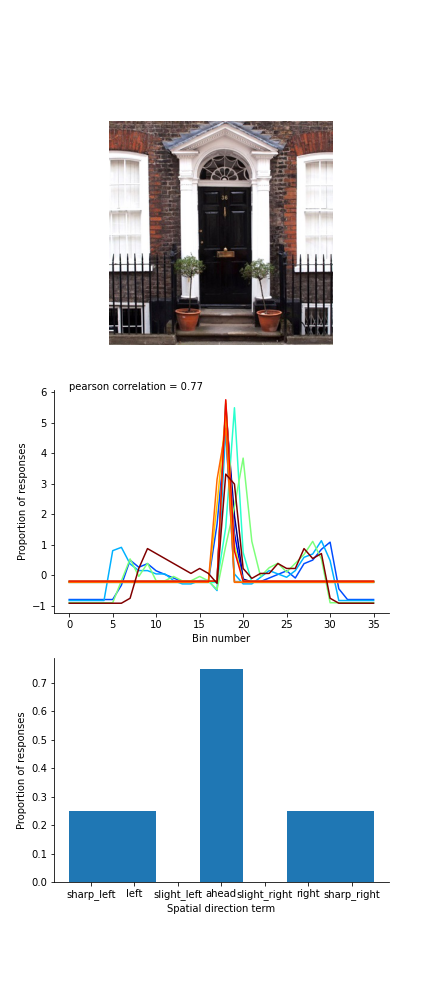 10
pearson correlation = 0.77
6
5
4
3
2
1
0
−1
Proportion of responses
0 5 10 15 20 25 30 35
Bin number
0.7
0.6
0.5
0.4
0.3
0.2
0.1
0.0
Proportion of responses
sharp_left left slight_left ahead slight_right right sharp_right
Spatial direction term